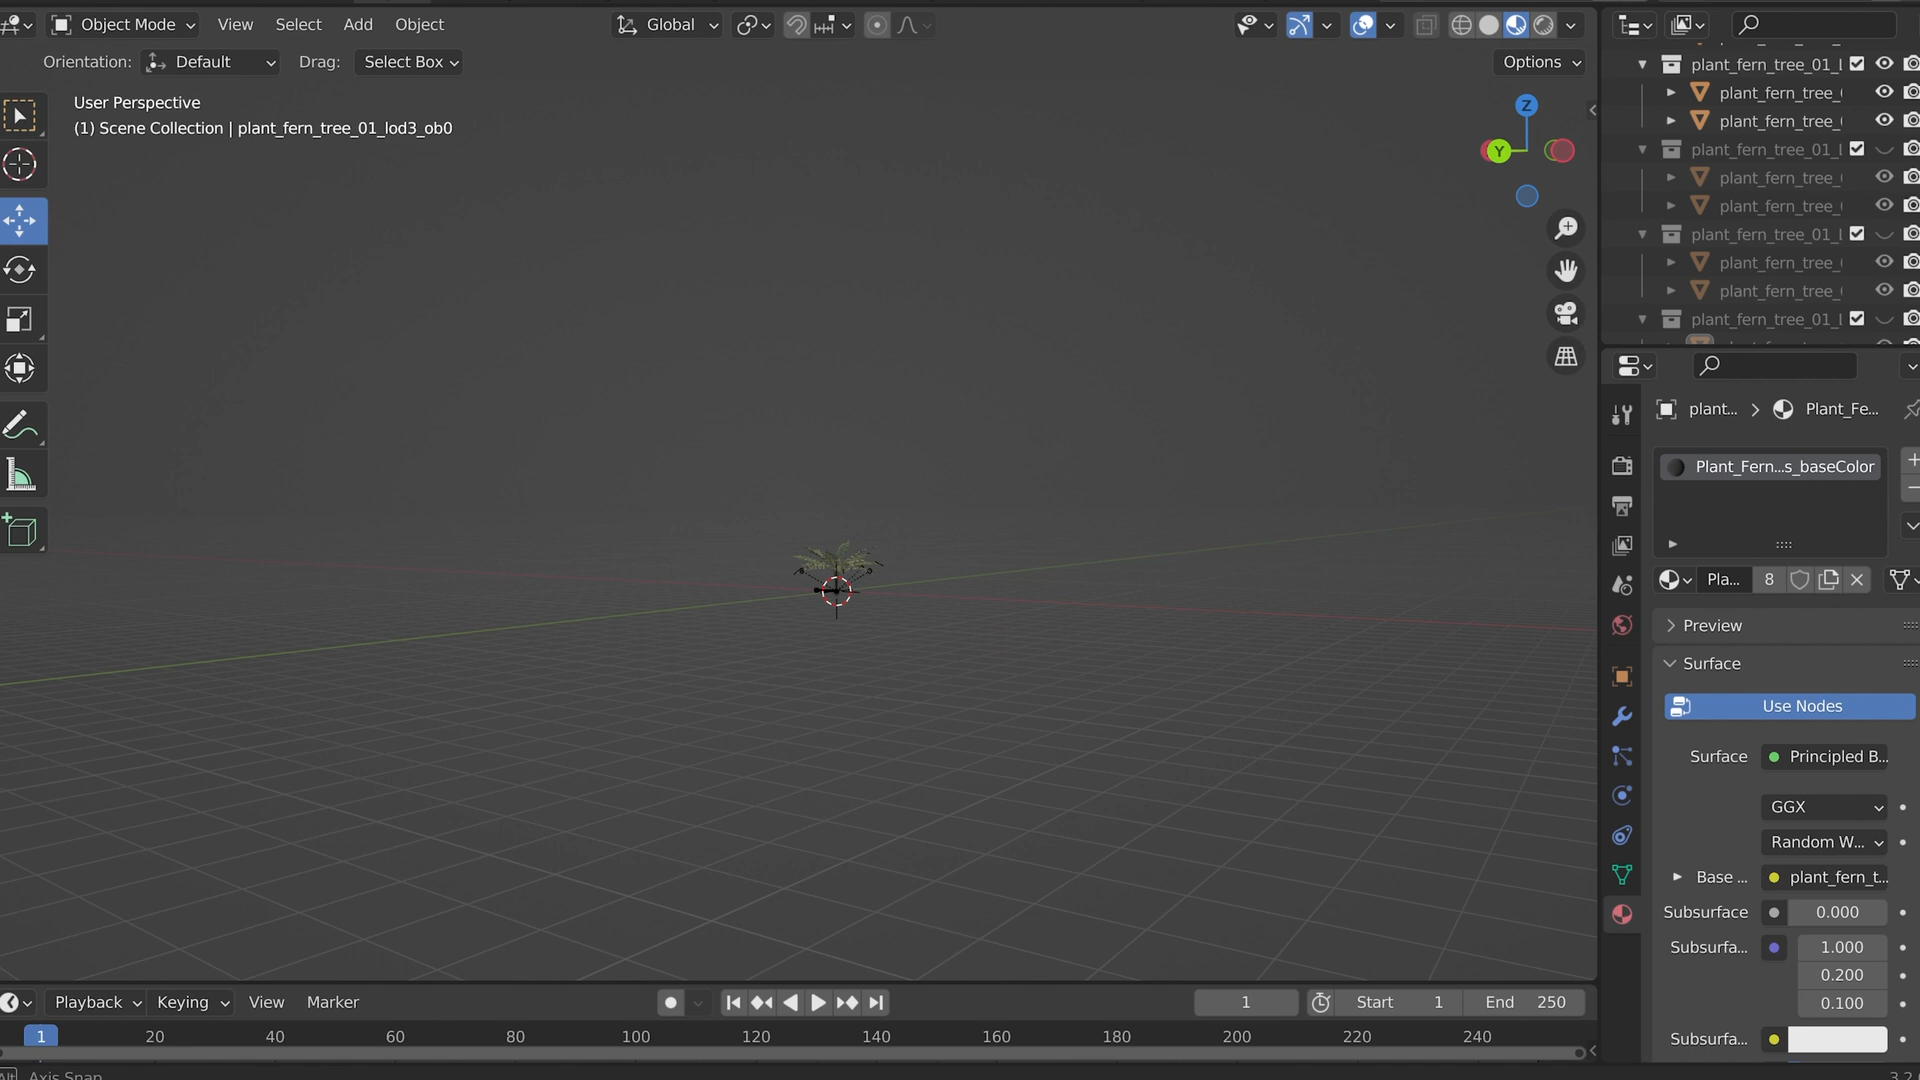 Object Mode View Select Add Object Global
Orientation: Default Drag: Select Box Options
User Perspective
(1) Scene Collection | plant_fern_tree_01_lod3_ob0
Z
Y
plant_fern_tree_01_l
plant_fern_tree_
plant_fern_tree_
plant_fern_tree_01_l
plant_fern_tree_
plant_fern_tree_
plant_fern_tree_01_l
plant_fern_tree_
plant_fern_tree_
plant_fern_tree_01_l
plant... Plant_Fe...
Plant_Fern...s_baseColor
Pla... 8
Preview
Surface
Use Nodes
Surface Principled B...
GGX
Random W...
Base ... plant_fern_t...
Subsurface 0.000
Subsurfa... 1.000
0.200
0.100
Subsurfa...
Playback Keying View Marker 1 Start 1 End 250
1 20 40 60 80 100 120 140 160 180 200 220 240
Axis Snap